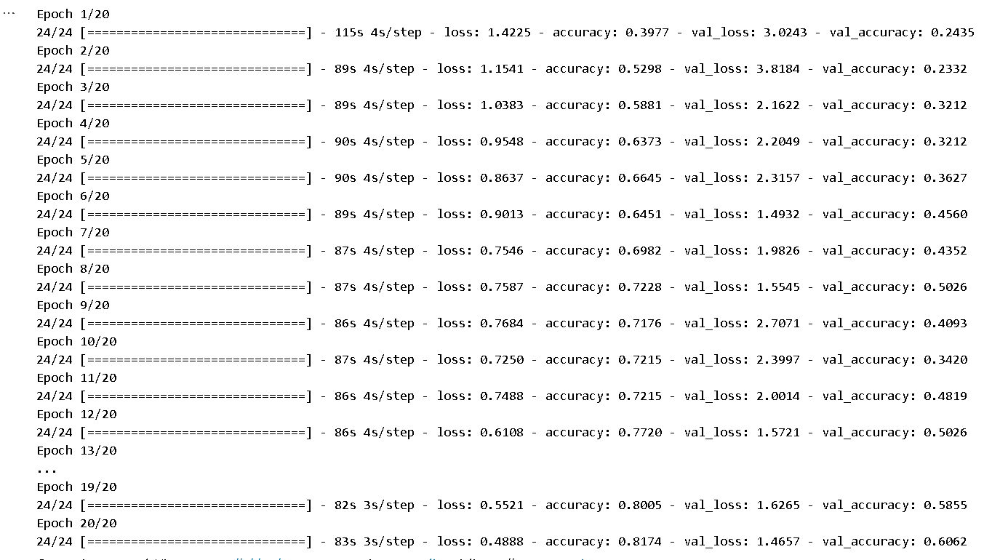 ...
Epoch 1/20
24/24 [==============================] - 115s 4s/step - loss: 1.4225 - accuracy: 0.3977 - val_loss: 3.0243 - val_accuracy: 0.2435
Epoch 2/20
24/24 [==============================] - 89s 4s/step - loss: 1.1541 - accuracy: 0.5298 - val_loss: 3.8184 - val_accuracy: 0.2332
Epoch 3/20
24/24 [==============================] - 89s 4s/step - loss: 1.0383 - accuracy: 0.5881 - val_loss: 2.1622 - val_accuracy: 0.3212
Epoch 4/20
24/24 [==============================] - 90s 4s/step - loss: 0.9548 - accuracy: 0.6373 - val_loss: 2.2049 - val_accuracy: 0.3212
Epoch 5/20
24/24 [==============================] - 90s 4s/step - loss: 0.8637 - accuracy: 0.6645 - val_loss: 2.3157 - val_accuracy: 0.3627
Epoch 6/20
24/24 [==============================] - 89s 4s/step - loss: 0.9013 - accuracy: 0.6451 - val_loss: 1.4932 - val_accuracy: 0.4560
Epoch 7/20
24/24 [==============================] - 87s 4s/step - loss: 0.7546 - accuracy: 0.6982 - val_loss: 1.9826 - val_accuracy: 0.4352
Epoch 8/20
24/24 [==============================] - 87s 4s/step - loss: 0.7587 - accuracy: 0.7228 - val_loss: 1.5545 - val_accuracy: 0.5026
Epoch 9/20
24/24 [==============================] - 86s 4s/step - loss: 0.7684 - accuracy: 0.7176 - val_loss: 2.7071 - val_accuracy: 0.4093
Epoch 10/20
24/24 [==============================] - 87s 4s/step - loss: 0.7250 - accuracy: 0.7215 - val_loss: 2.3997 - val_accuracy: 0.3420
Epoch 11/20
24/24 [==============================] - 86s 4s/step - loss: 0.7488 - accuracy: 0.7215 - val_loss: 2.0014 - val_accuracy: 0.4819
Epoch 12/20
24/24 [==============================] - 86s 4s/step - loss: 0.6108 - accuracy: 0.7720 - val_loss: 1.5721 - val_accuracy: 0.5026
Epoch 13/20
...
Epoch 19/20
24/24 [==============================] - 82s 3s/step - loss: 0.5521 - accuracy: 0.8005 - val_loss: 1.6265 - val_accuracy: 0.5855
Epoch 20/20
24/24 [==============================] - 83s 3s/step - loss: 0.4888 - accuracy: 0.8174 - val_loss: 1.4657 - val_accuracy: 0.6062